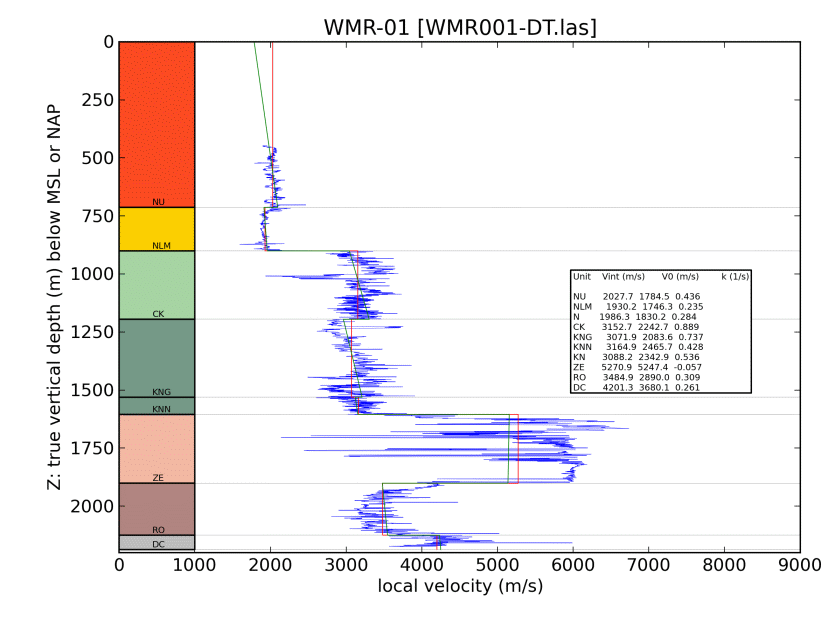 WMR-01 [WMR001-DT.las]
Z: true vertical depth (m) below MSL or NAP
0
250
500
750
1000
1250
1500
1750
2000
NU
NLM
CK
KNG
KNN
ZE
RO
DC
Unit Vint (m/s) V0 (m/s) k (1/s)
NU 2027.7 1784.5 0.436
NLM 1930.2 1746.3 0.235
N 1986.3 1830.2 0.284
CK 3152.7 2242.7 0.889
KNG 3071.9 2083.6 0.737
KNN 3164.9 2465.7 0.428
KN 3088.2 2342.9 0.536
ZE 5270.9 5247.4 -0.057
RO 3484.9 2890.0 0.309
DC 4201.3 3680.1 0.261
0 1000 2000 3000 4000 5000 6000 7000 8000 9000
local velocity (m/s)